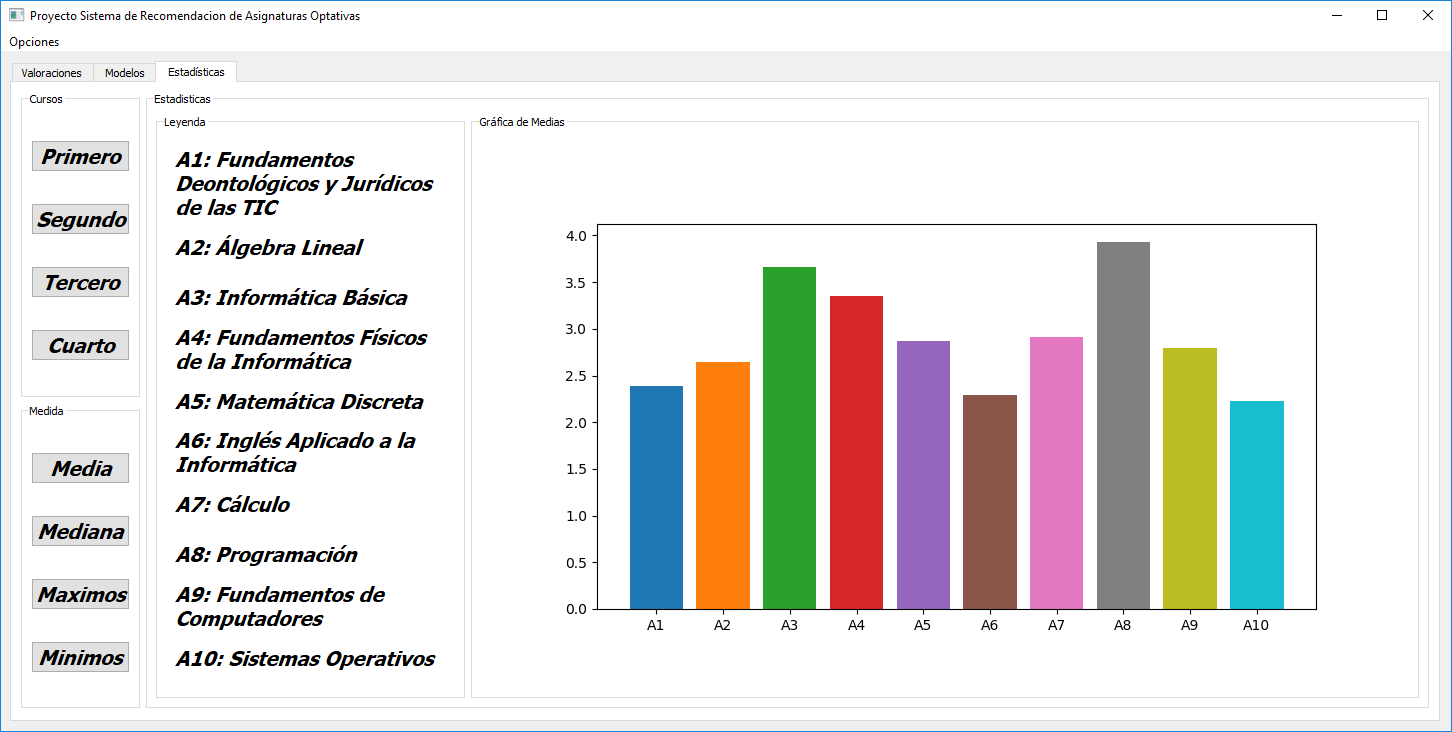 Proyecto Sistema de Recomendacion de Asignaturas Optativas
Opciones
Valoraciones
Modelos
Estadísticas
Cursos
Primero
Segundo
Tercero
Cuarto
Medida
Media
Mediana
Maximos
Minimos
Estadisticas
Leyenda
A1: Fundamentos
Deontológicos y Jurídicos
de las TIC
A2: Álgebra Lineal
A3: Informática Básica
A4: Fundamentos Físicos
de la Informática
A5: Matemática Discreta
A6: Inglés Aplicado a la
Informática
A7: Cálculo
A8: Programación
A9: Fundamentos de
Computadores
A10: Sistemas Operativos
Gráfica de Medias
4.0
3.5
3.0
2.5
2.0
1.5
1.0
0.5
0.0
A1 A2 A3 A4 A5 A6 A7 A8 A9 A10